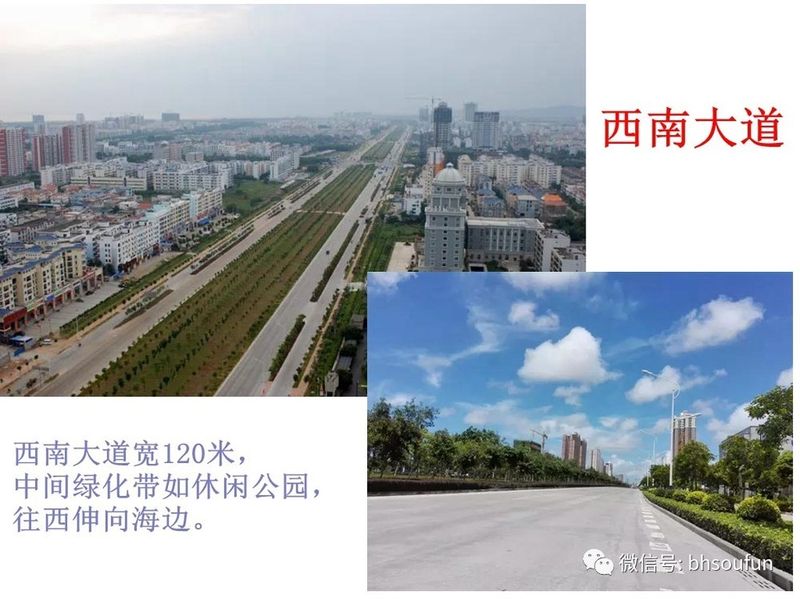 西南大道
西南大道宽120米，
中间绿化带如休闲公园，
往西伸向海边。
微信号: bhsoufun